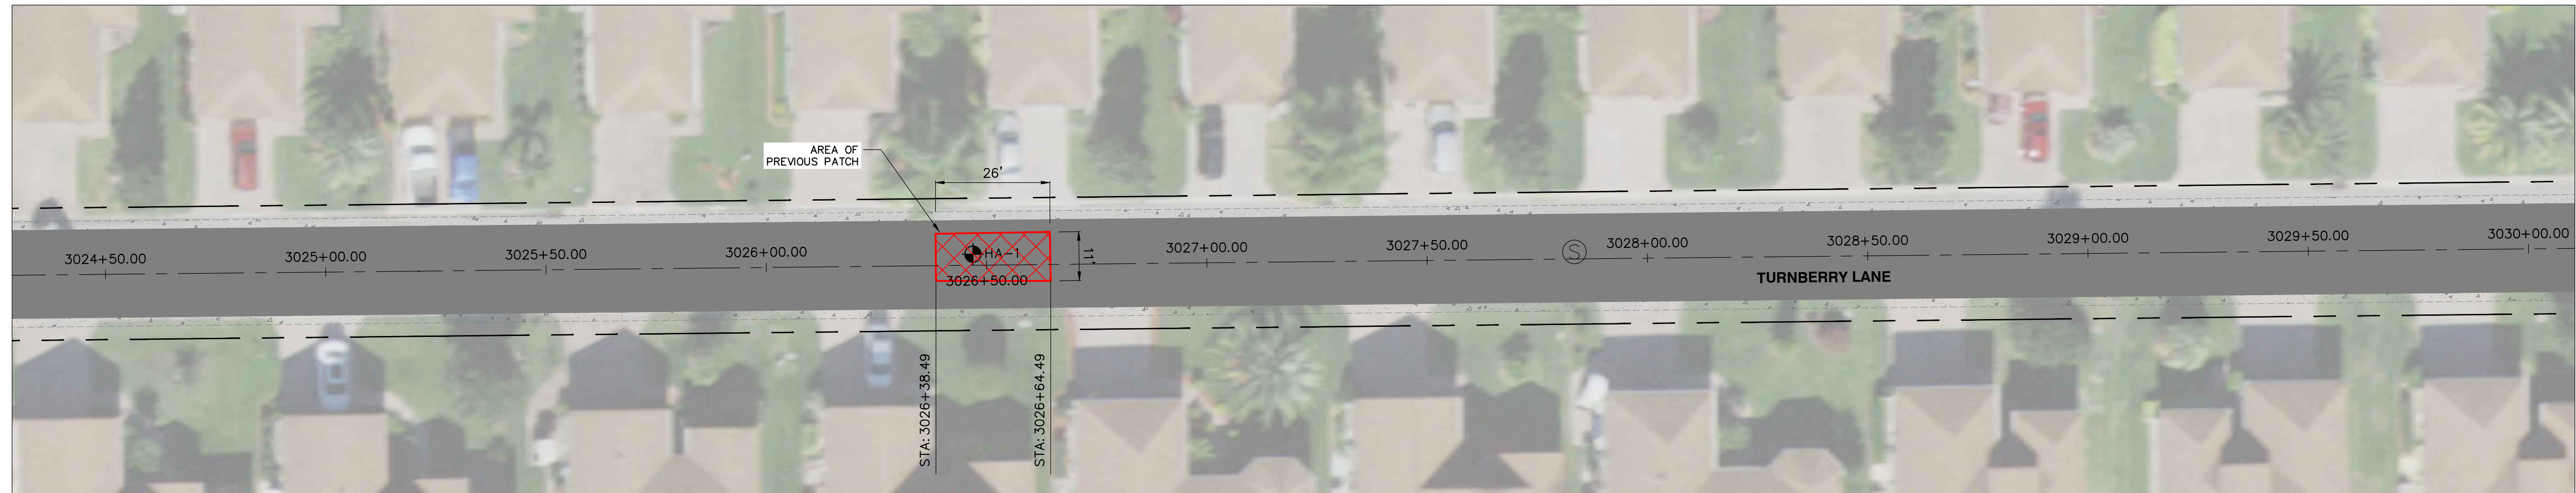 AREA OF
PREVIOUS PATCH
26'
11'
3024+50.00
3025+00.00
3025+50.00
3026+00.00
HA-1
3026+50.00
3027+00.00
3027+50.00
S
3028+00.00
3028+50.00
3029+00.00
3029+50.00
3030+00.00
TURNBERRY LANE
STA:3026+38.49
STA:3026+64.49